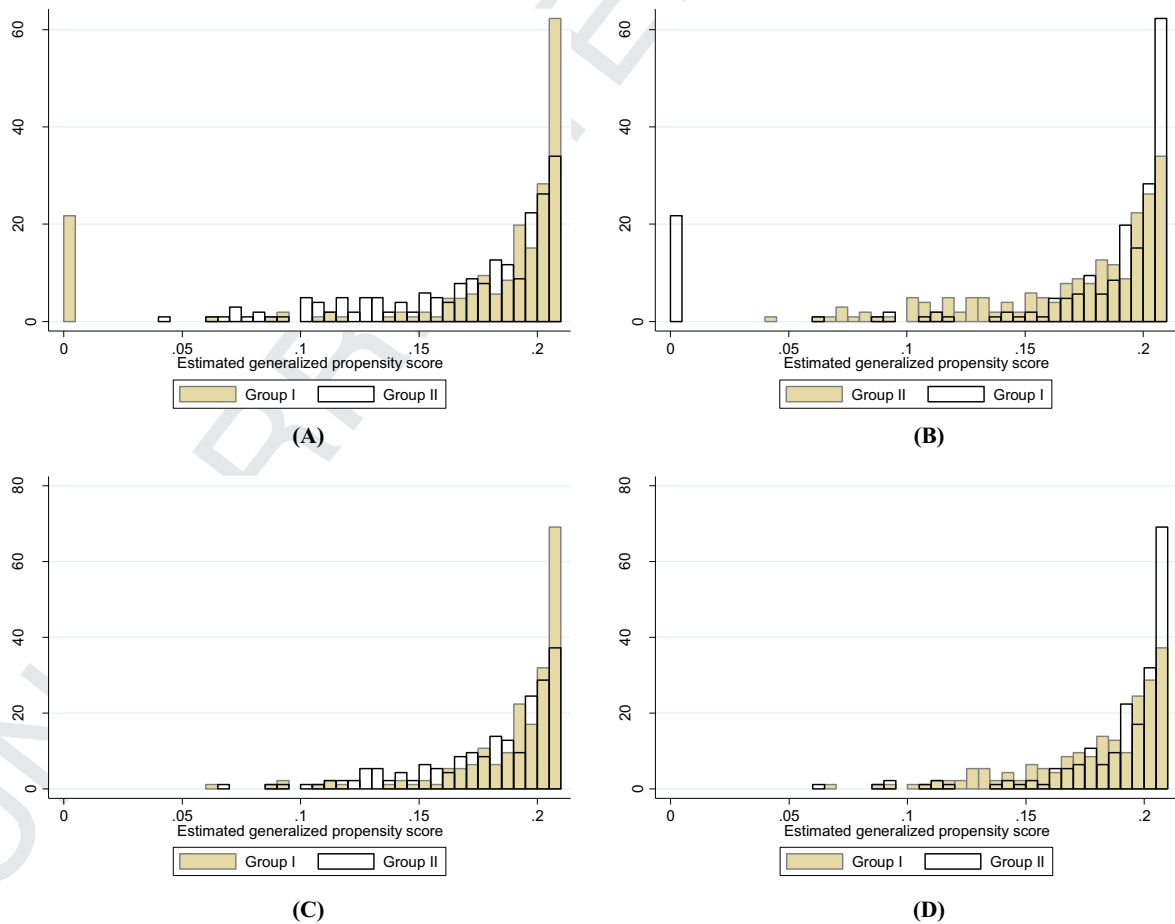 60
40
20
0
0 .05 .1 .15 .2
Estimated generalized propensity score
Group I Group II
(A)
60
40
20
0
0 .05 .1 .15 .2
Estimated generalized propensity score
Group II Group I
(B)
80
60
40
20
0
0 .05 .1 .15 .2
Estimated generalized propensity score
Group I Group II
(C)
80
60
40
20
0
0 .05 .1 .15 .2
Estimated generalized propensity score
Group I Group II
(D)